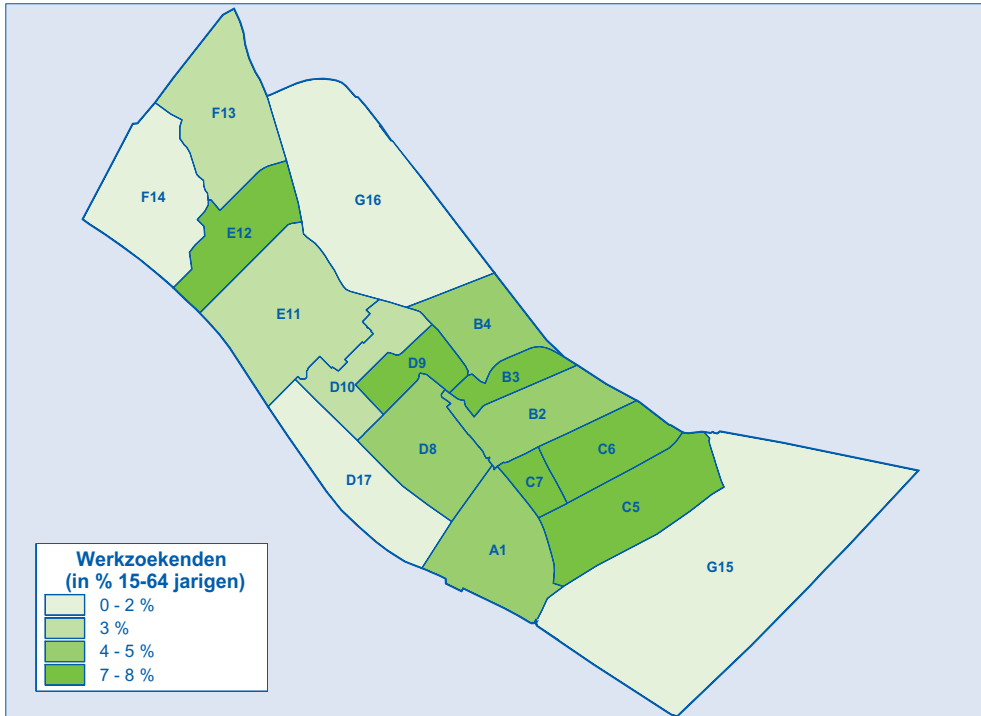 F13
F14
G16
E12
E11
B4
D9
B3
D10
B2
D8
C6
D17
C7
C5
A1
G15
Werkzoekenden
(in % 15-64 jarigen)
0 - 2 %
3 %
4 - 5 %
7 - 8 %